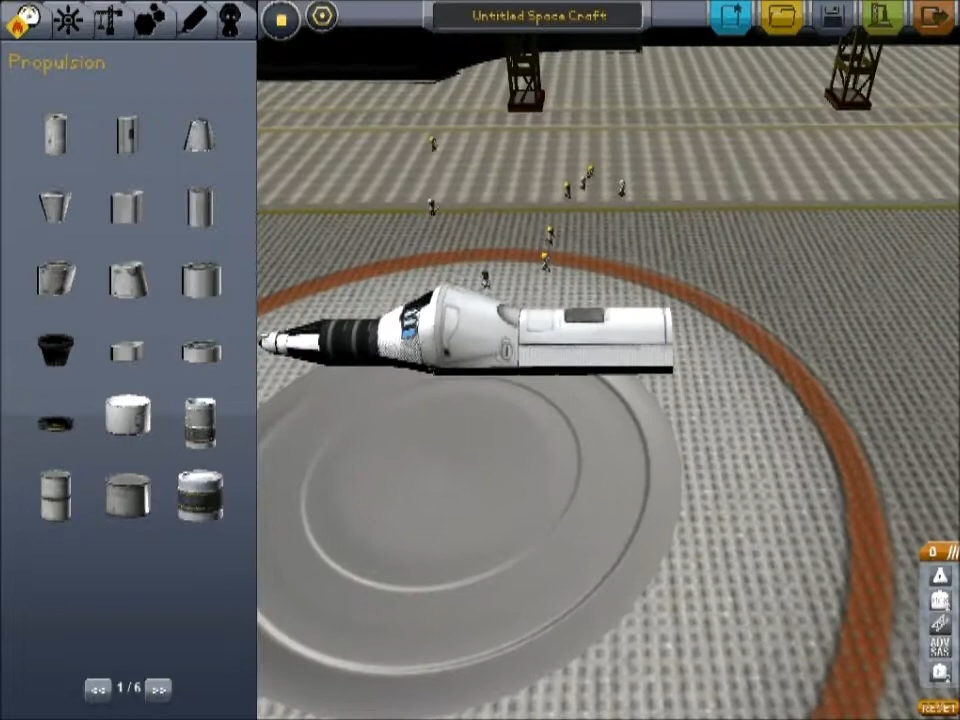 Untitled Space Craft
Propulsion
0
ADV
SAS
1/6
RESET